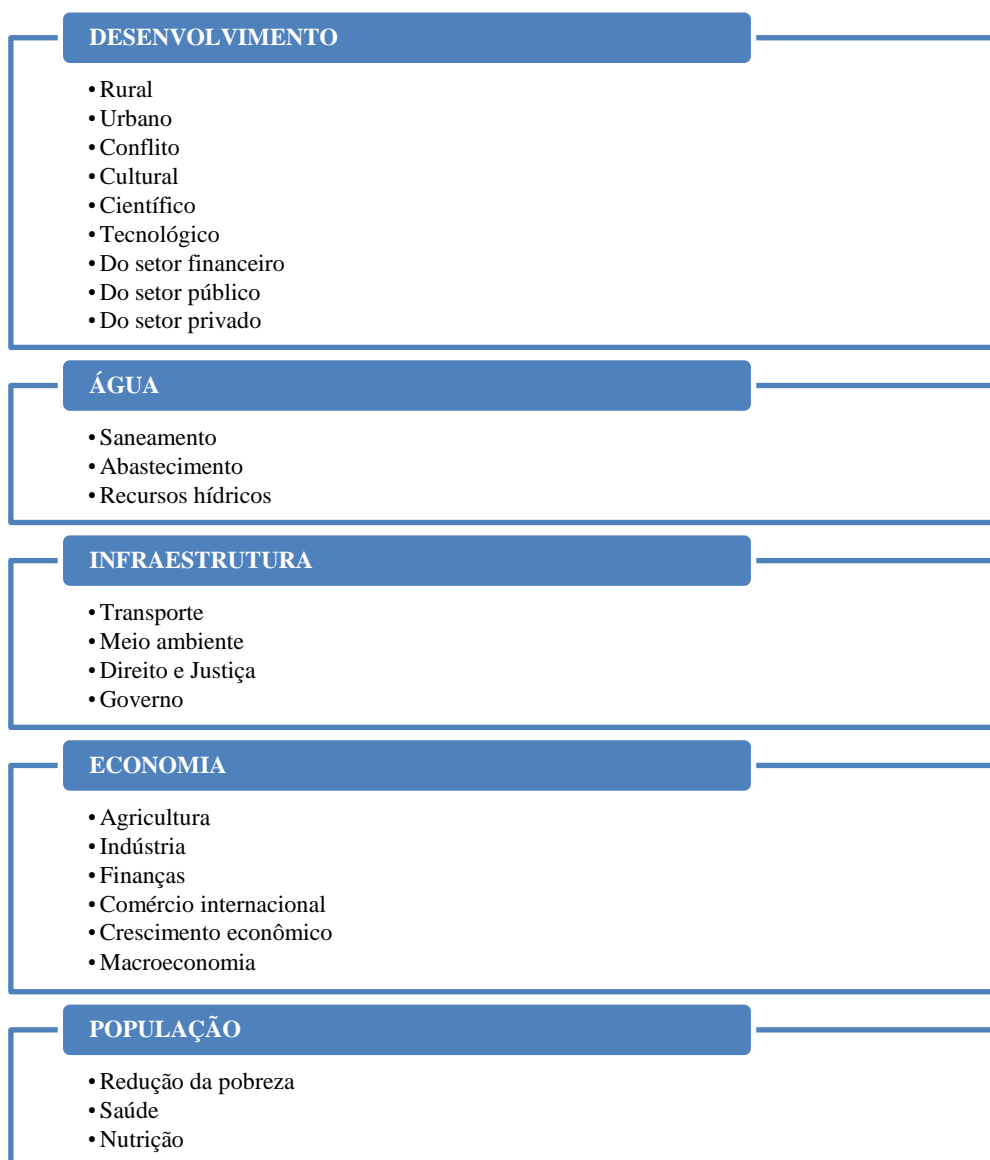 DESENVOLVIMENTO
•Rural
•Urbano
•Conflito
•Cultural
•Científico
•Tecnológico
•Do setor financeiro
•Do setor público
•Do setor privado
ÁGUA
•Saneamento
•Abastecimento
•Recursos hídricos
INFRAESTRUTURA
•Transporte
•Meio ambiente
•Direito e Justiça
•Governo
ECONOMIA
•Agricultura
•Indústria
•Finanças
•Comércio internacional
•Crescimento econômico
•Macroeconomia
POPULAÇÃO
•Redução da pobreza
•Saúde
•Nutrição